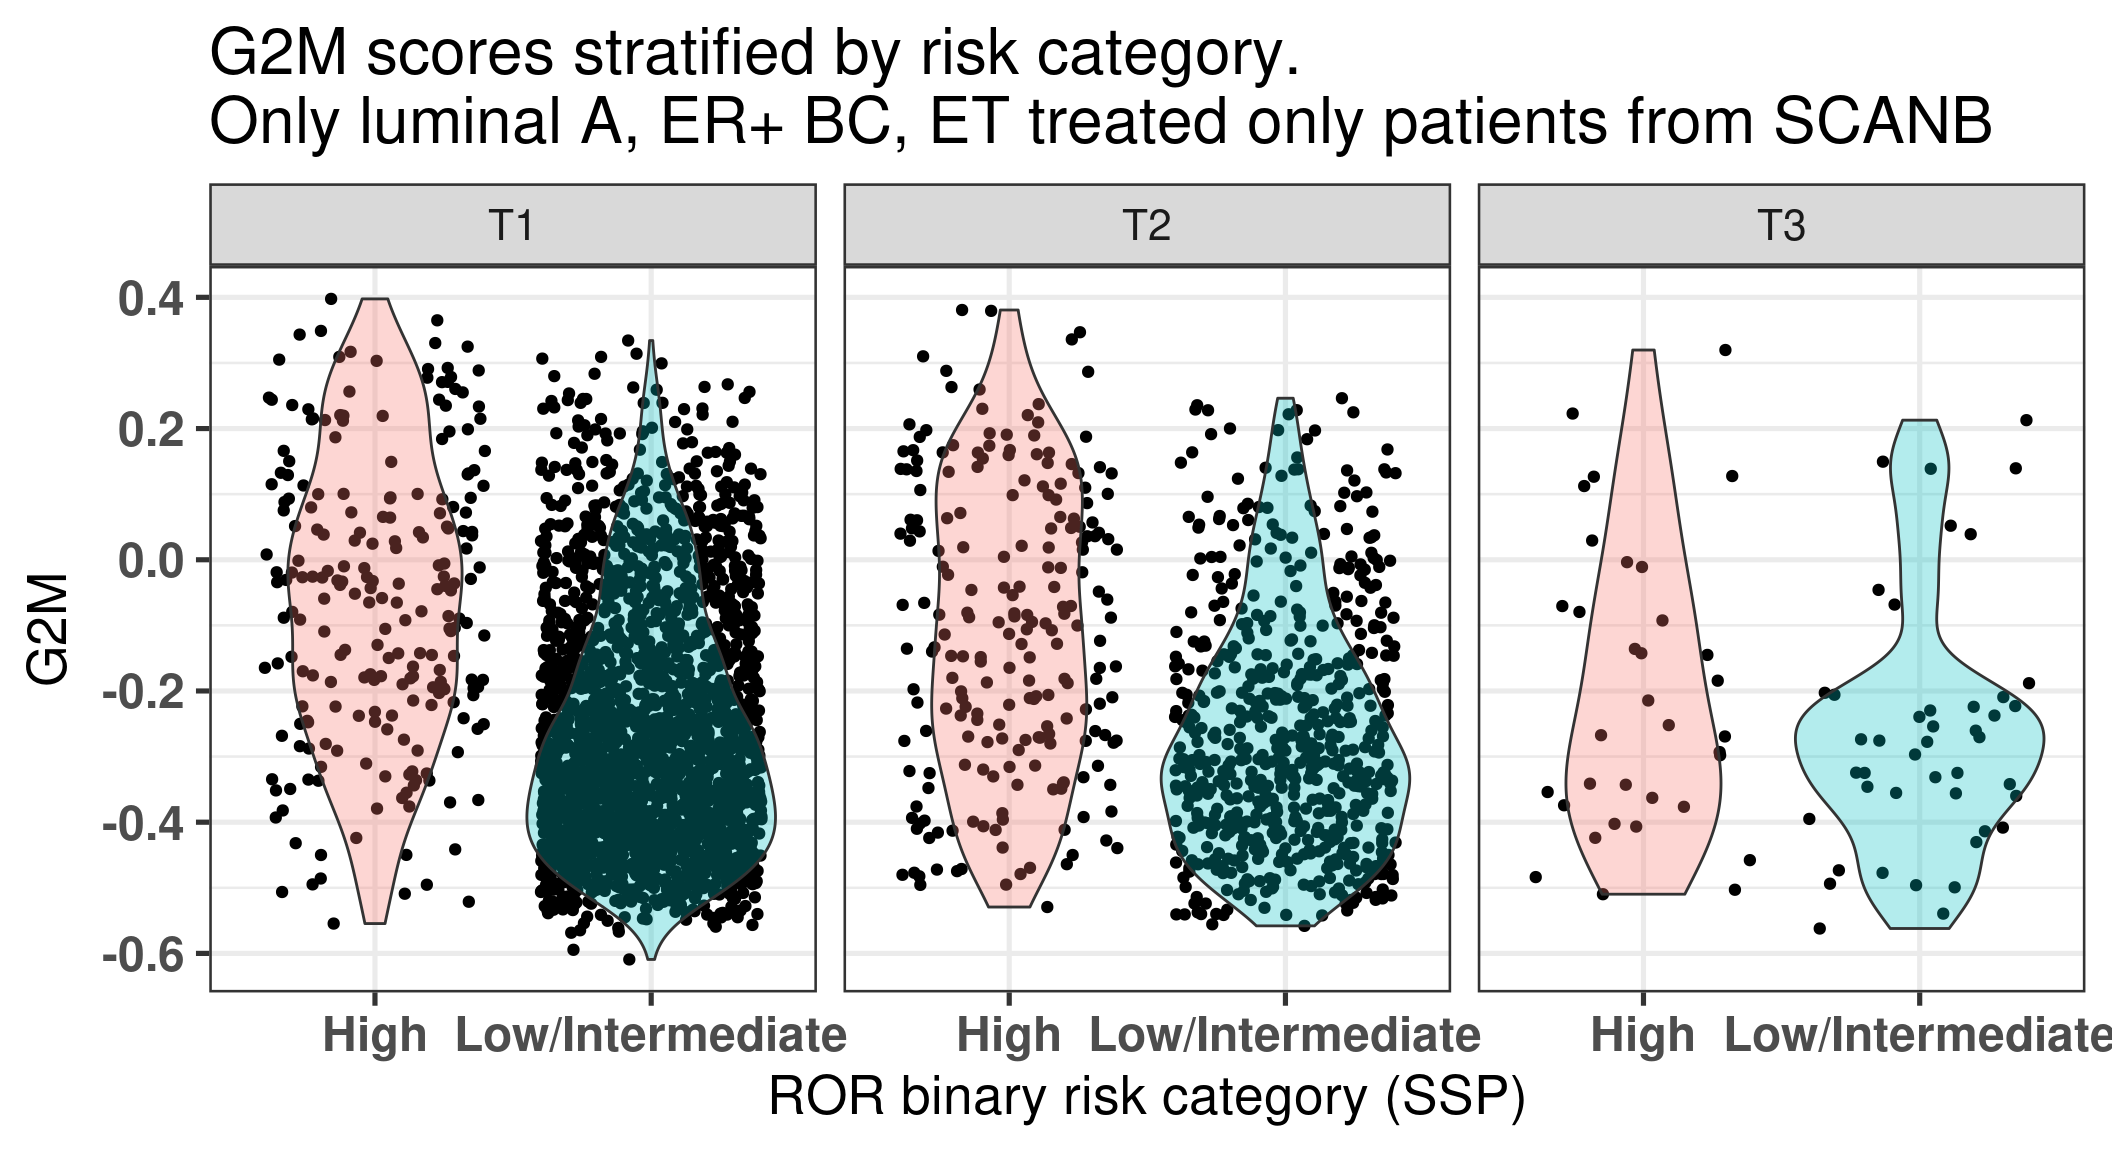 G2M scores stratified by risk category.
Only luminal A, ER+ BC, ET treated only patients from SCANB
T1
T2
T3
G2M
0.4
0.2
0.0
-0.2
-0.4
-0.6
High
Low/Intermediate
High
Low/Intermediate
High
Low/Intermediate
ROR binary risk category (SSP)